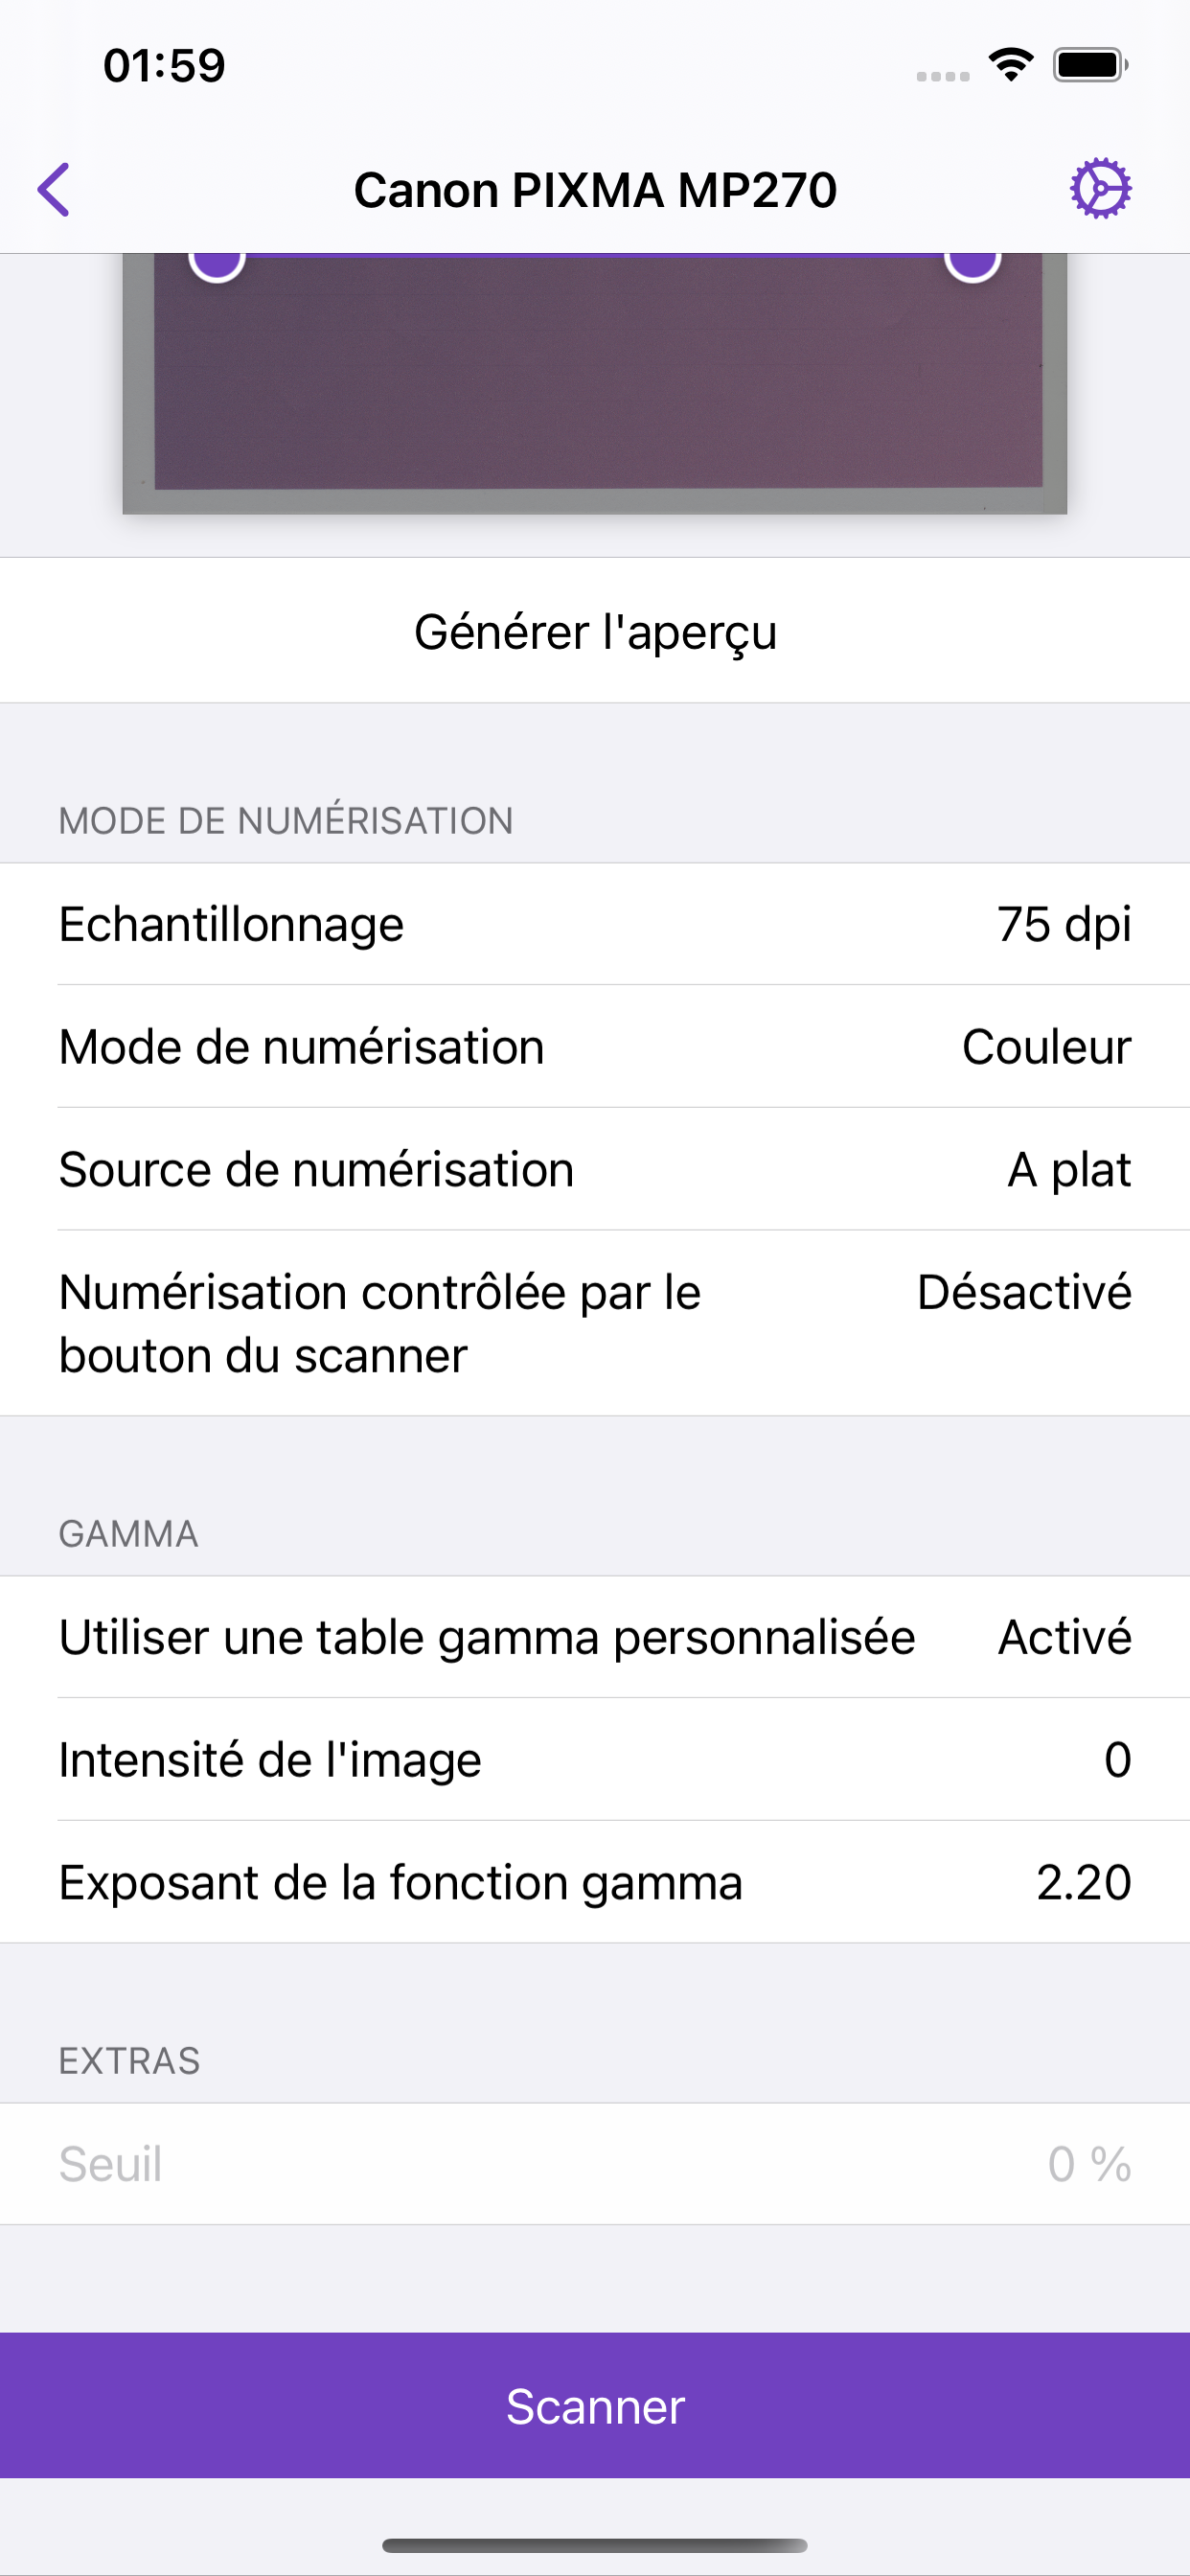 01:59
Canon PIXMA MP270
Générer l'aperçu
MODE DE NUMÉRISATION
Echantillonnage 75 dpi
Mode de numérisation Couleur
Source de numérisation A plat
Numérisation contrôlée par le Désactivé
bouton du scanner
GAMMA
Utiliser une table gamma personnalisée Activé
Intensité de l'image 0
Exposant de la fonction gamma 2.20
EXTRAS
Seuil 0 %
Scanner